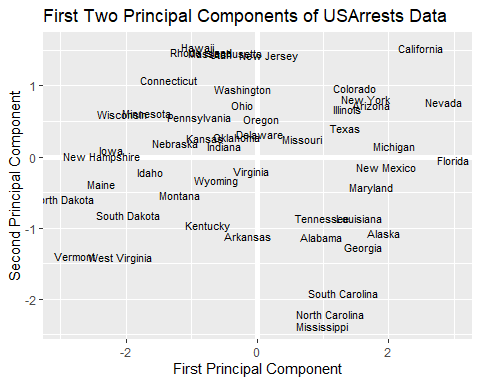 First Two Principal Components of USArrests Data
Hawaii
California
Rhode Island
Massachusetts
Utah
New Jersey
Connecticut
Washington
Colorado
New York
Nevada
Arizona
Illinois
Ohio
Wisconsin
Minnesota
Pennsylvania
Oregon
Texas
Delaware
Oklahoma
Kansas
Missouri
Nebraska
Indiana
Michigan
Iowa
New Hampshire
Florida
New Mexico
Idaho
Virginia
Wyoming
Maine
Maryland
Montana
orth Dakota
South Dakota
Tennessee
Louisiana
Kentucky
Alaska
Arkansas
Alabama
Georgia
Vermont
West Virginia
South Carolina
North Carolina
Mississippi
1
0
-1
-2
-2
0
2
First Principal Component
Second Principal Component